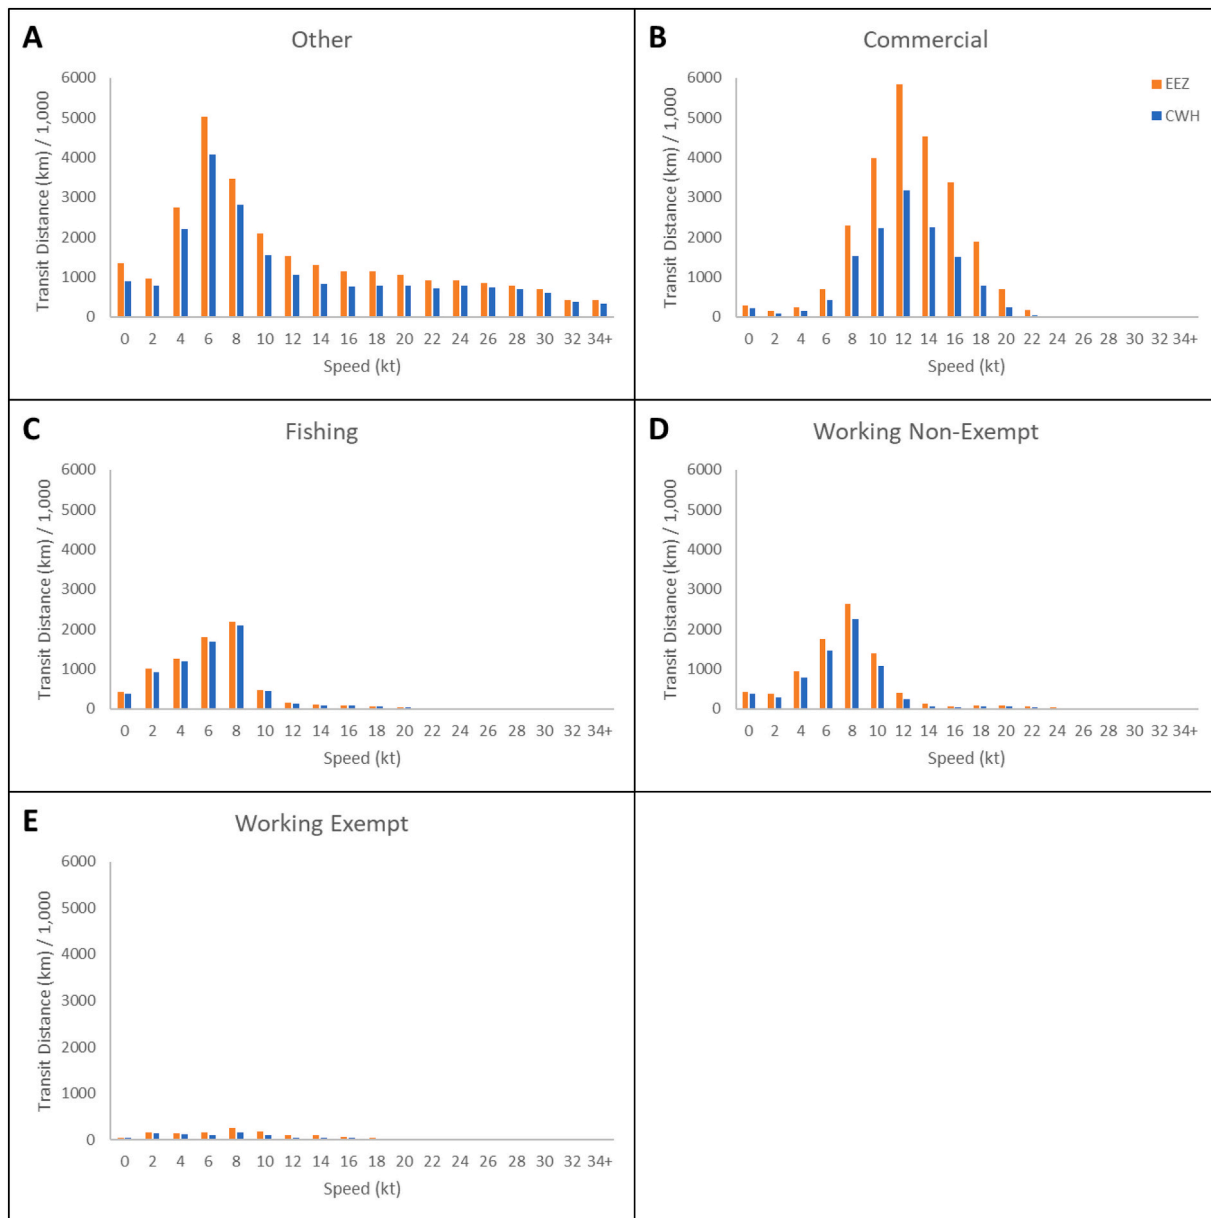 A
Other
Transit Distance (km) / 1,000
6000
5000
4000
3000
2000
1000
0
0 2 4 6 8 10 12 14 16 18 20 22 24 26 28 30 32 34+
Speed (kt)
B
Commercial
EEZ
CWH
Transit Distance (km) / 1,000
6000
5000
4000
3000
2000
1000
0
0 2 4 6 8 10 12 14 16 18 20 22 24 26 28 30 32 34+
Speed (kt)
C
Fishing
Transit Distance (km) / 1,000
6000
5000
4000
3000
2000
1000
0
0 2 4 6 8 10 12 14 16 18 20 22 24 26 28 30 32 34+
Speed (kt)
D
Working Non-Exempt
Transit Distance (km) / 1,000
6000
5000
4000
3000
2000
1000
0
0 2 4 6 8 10 12 14 16 18 20 22 24 26 28 30 32 34+
Speed (kt)
E
Working Exempt
Transit Distance (km) / 1,000
6000
5000
4000
3000
2000
1000
0
0 2 4 6 8 10 12 14 16 18 20 22 24 26 28 30 32 34+
Speed (kt)